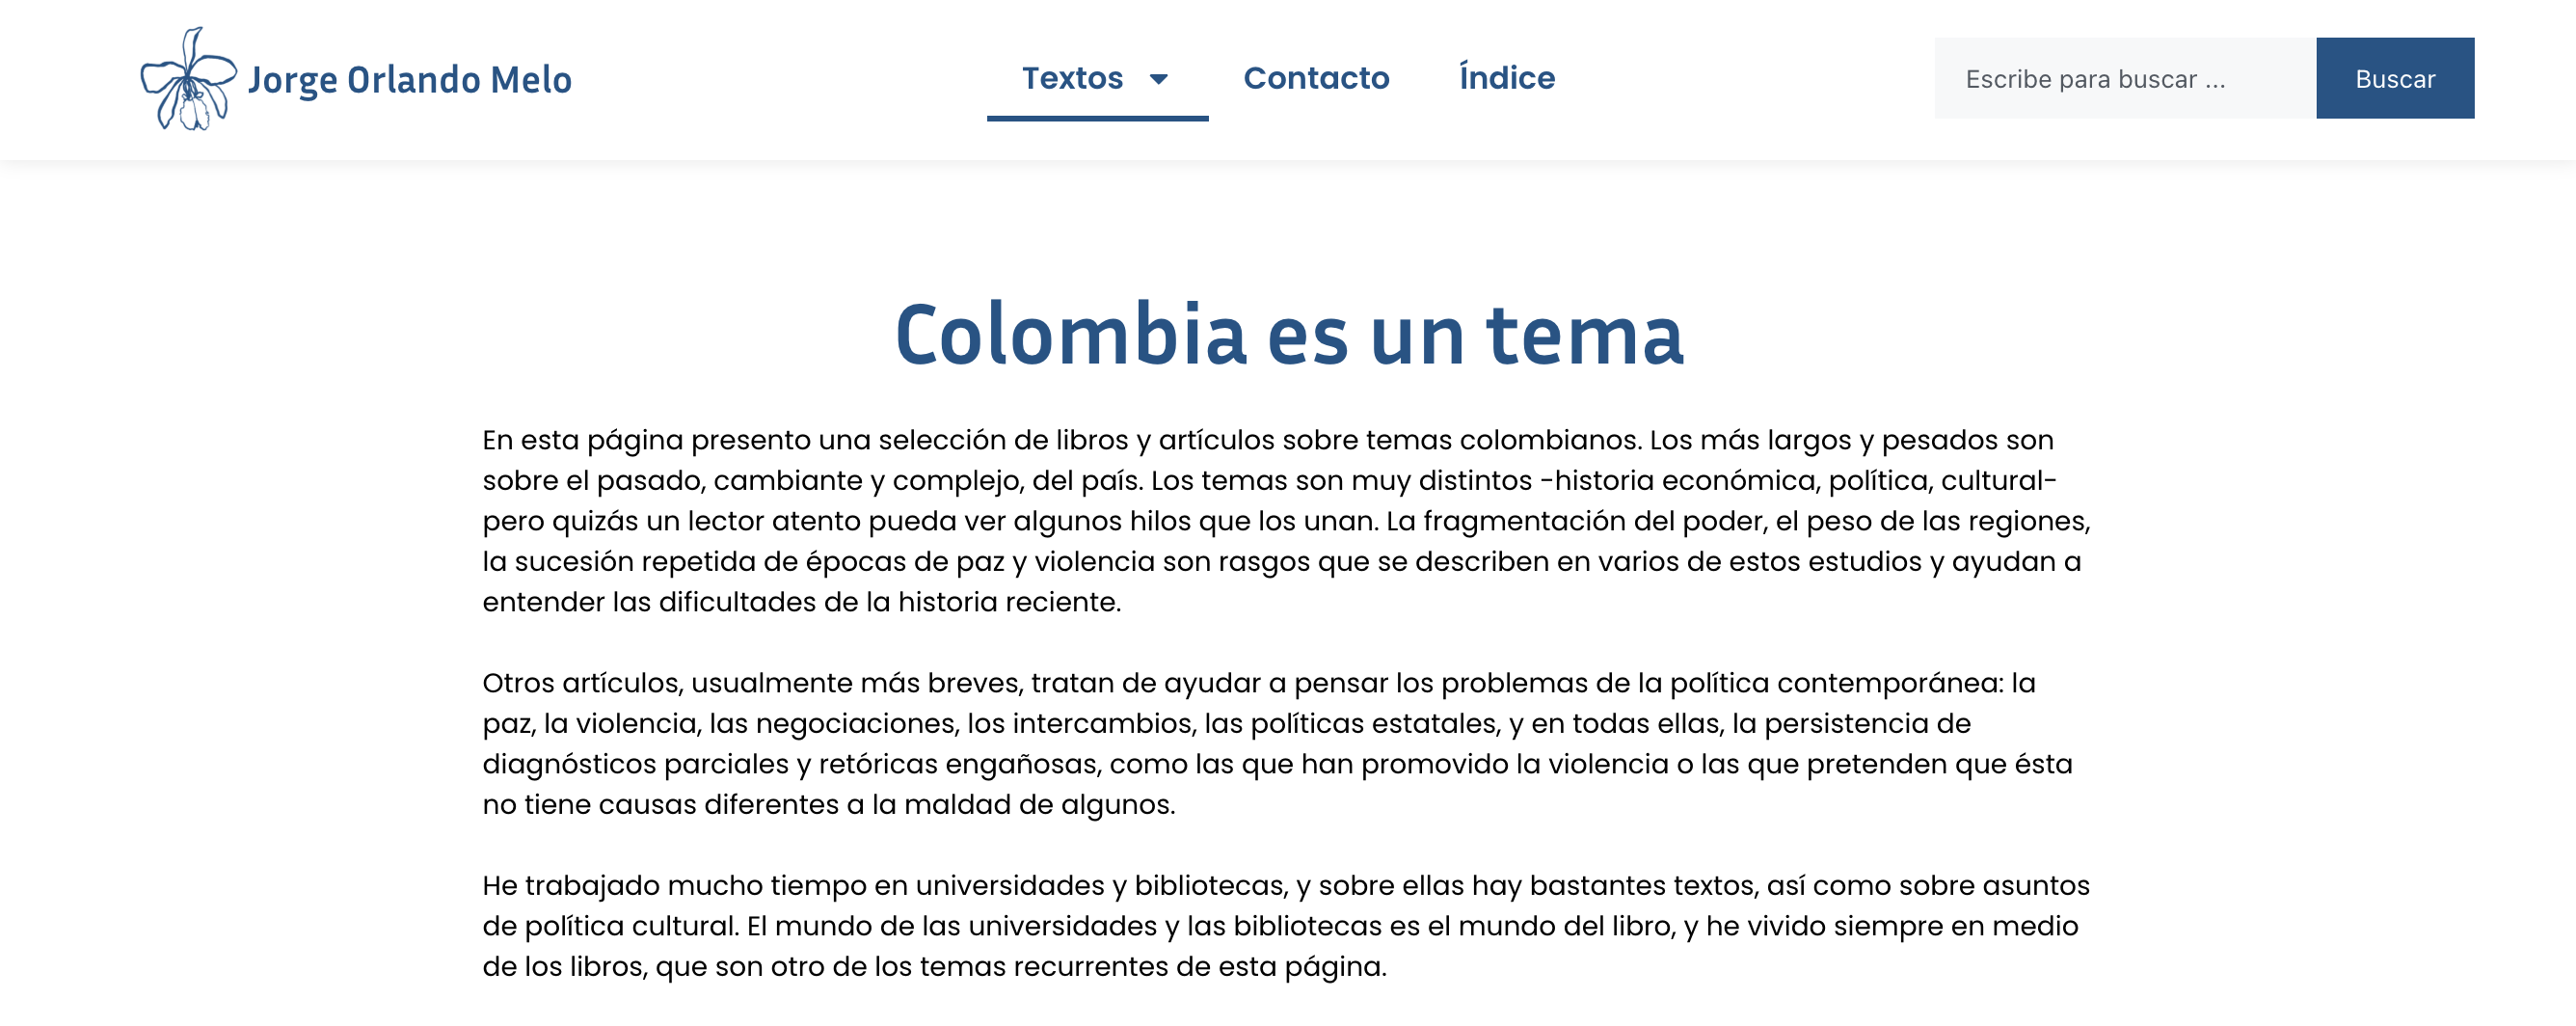 Jorge Orlando Melo
Textos
Contacto
Índice
Escribe para buscar ...
Buscar
Colombia es un tema
En esta página presento una selección de libros y artículos sobre temas colombianos. Los más largos y pesados son
sobre el pasado, cambiante y complejo, del país. Los temas son muy distintos -historia económica, política, cultural-
pero quizás un lector atento pueda ver algunos hilos que los unan. La fragmentación del poder, el peso de las regiones,
la sucesión repetida de épocas de paz y violencia son rasgos que se describen en varios de estos estudios y ayudan a
entender las dificultades de la historia reciente.
Otros artículos, usualmente más breves, tratan de ayudar a pensar los problemas de la política contemporánea: la
paz, la violencia, las negociaciones, los intercambios, las políticas estatales, y en todas ellas, la persistencia de
diagnósticos parciales y retóricas engañosas, como las que han promovido la violencia o las que pretenden que ésta
no tiene causas diferentes a la maldad de algunos.
He trabajado mucho tiempo en universidades y bibliotecas, y sobre ellas hay bastantes textos, así como sobre asuntos
de política cultural. El mundo de las universidades y las bibliotecas es el mundo del libro, y he vivido siempre en medio
de los libros, que son otro de los temas recurrentes de esta página.